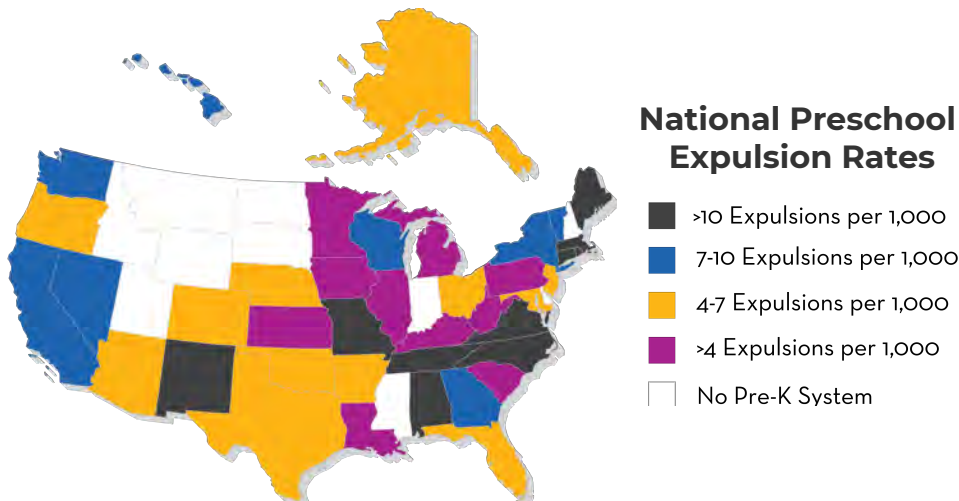 National Preschool
Expulsion Rates
>10 Expulsions per 1,000
7-10 Expulsions per 1,000
4-7 Expulsions per 1,000
>4 Expulsions per 1,000
No Pre-K System